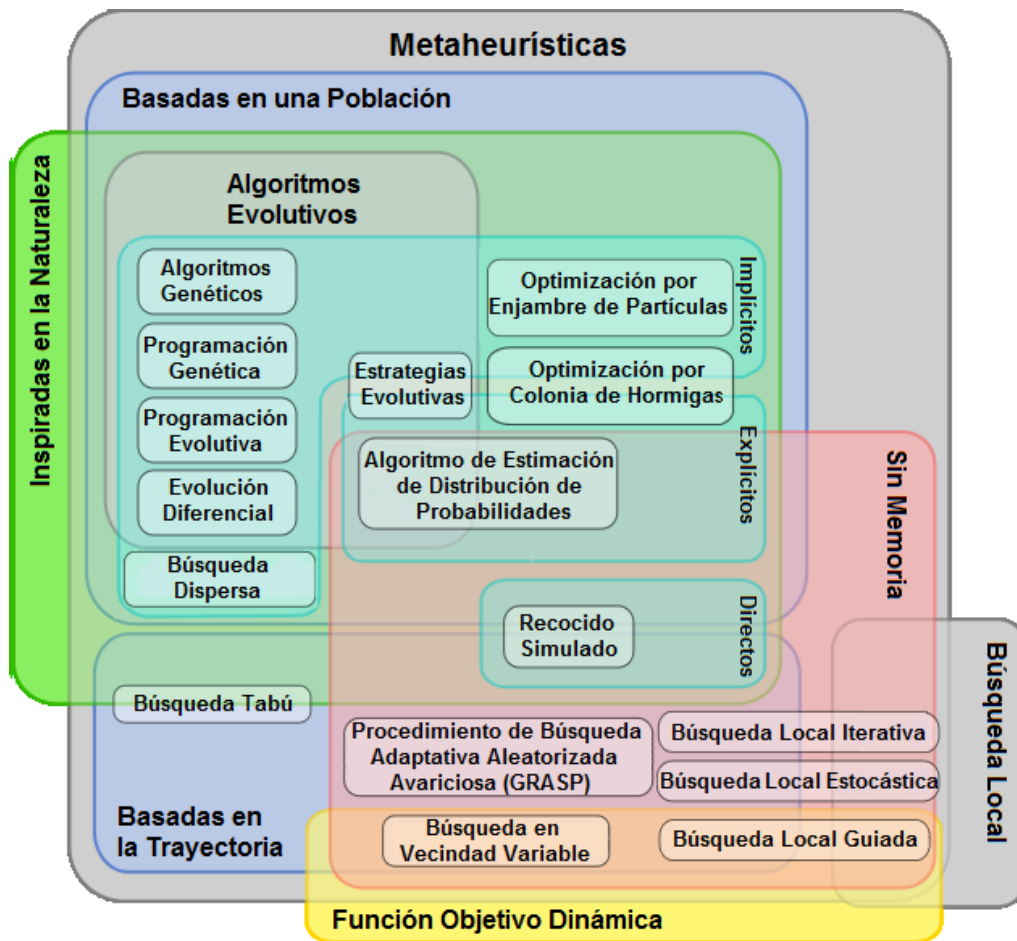 Metaheurísticas
Basadas en una Población
Inspiradas en la Naturaleza
Algoritmos
Evolutivos
Algoritmos
Genéticos
Programación
Genética
Programación
Evolutiva
Evolución
Diferencial
Búsqueda
Dispersa
Estrategias
Evolutivas
Optimización por
Enjambre de Partículas
Optimización por
Colonia de Hormigas
Implícitos
Algoritmo de Estimación
de Distribución de
Probabilidades
Explícitos
Sin Memoria
Recocido
Simulado
Directos
Búsqueda Tabú
Procedimiento de Búsqueda
Adaptativa Aleatorizada
Avariciosa (GRASP)
Búsqueda Local Iterativa
Búsqueda Local Estocástica
Búsqueda Local
Basadas en
la Trayectoria
Búsqueda en
Vecindad Variable
Búsqueda Local Guiada
Función Objetivo Dinámica